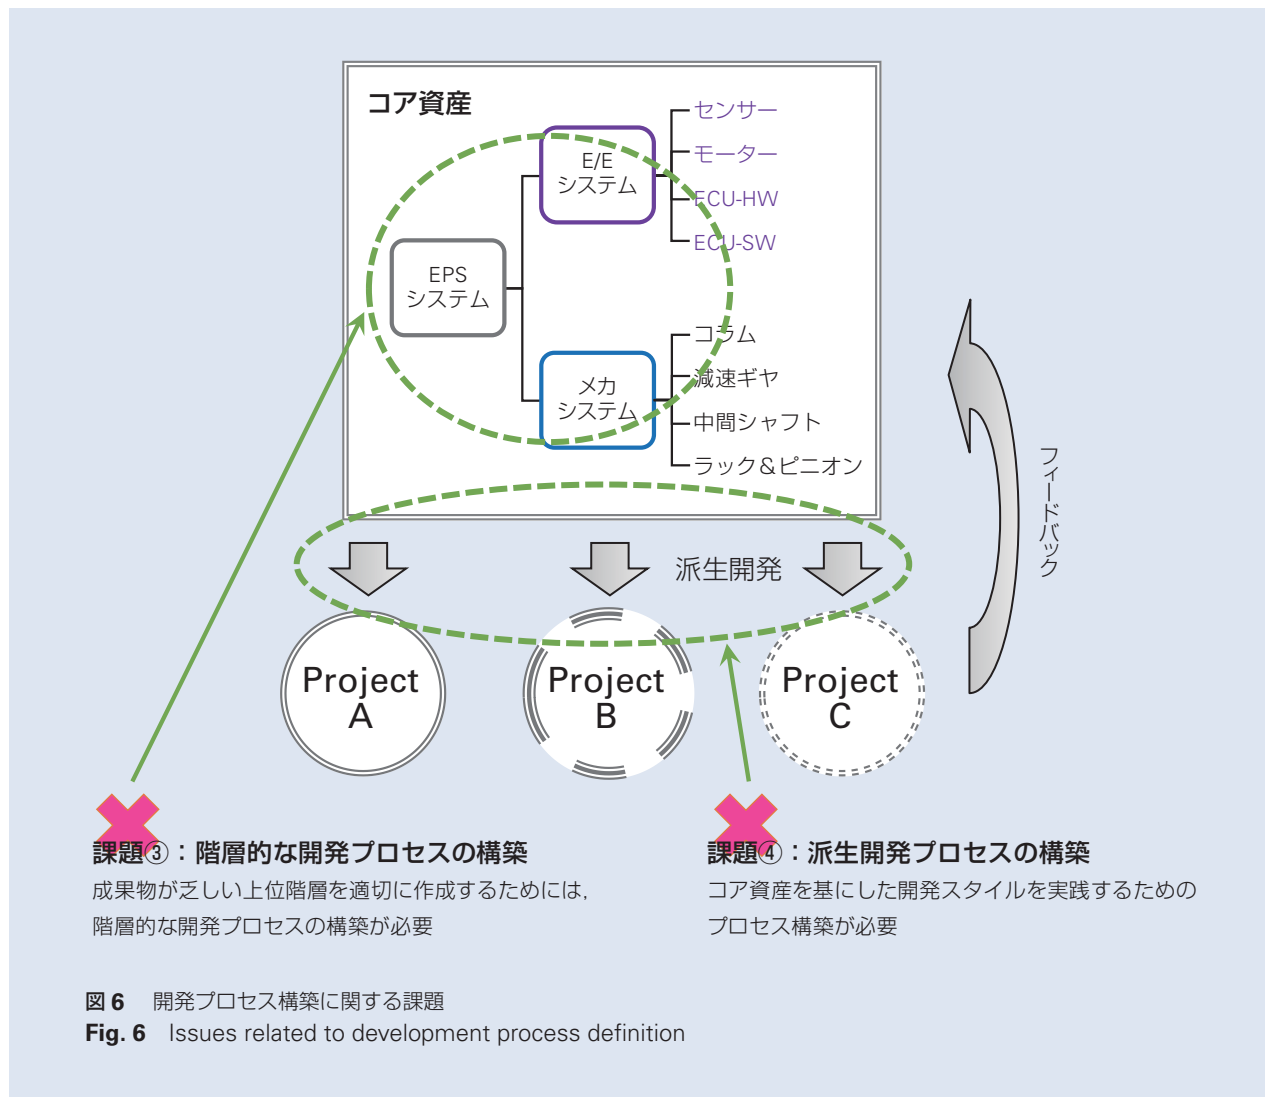 コア資産
センサー
モーター
ECU-HW
ECU-SW
E/E
システム
EPS
システム
メカ
システム
コラム
減速ギヤ
中間シャフト
ラック＆ピニオン
派生開発
フィードバック
Project
A
Project
B
Project
C
課題③：階層的な開発プロセスの構築
成果物が乏しい上位階層を適切に作成するためには,
階層的な開発プロセスの構築が必要
課題④：派生開発プロセスの構築
コア資産を基にした開発スタイルを実践するための
プロセス構築が必要
図 6 開発プロセス構築に関する課題
Fig. 6 Issues related to development process definition